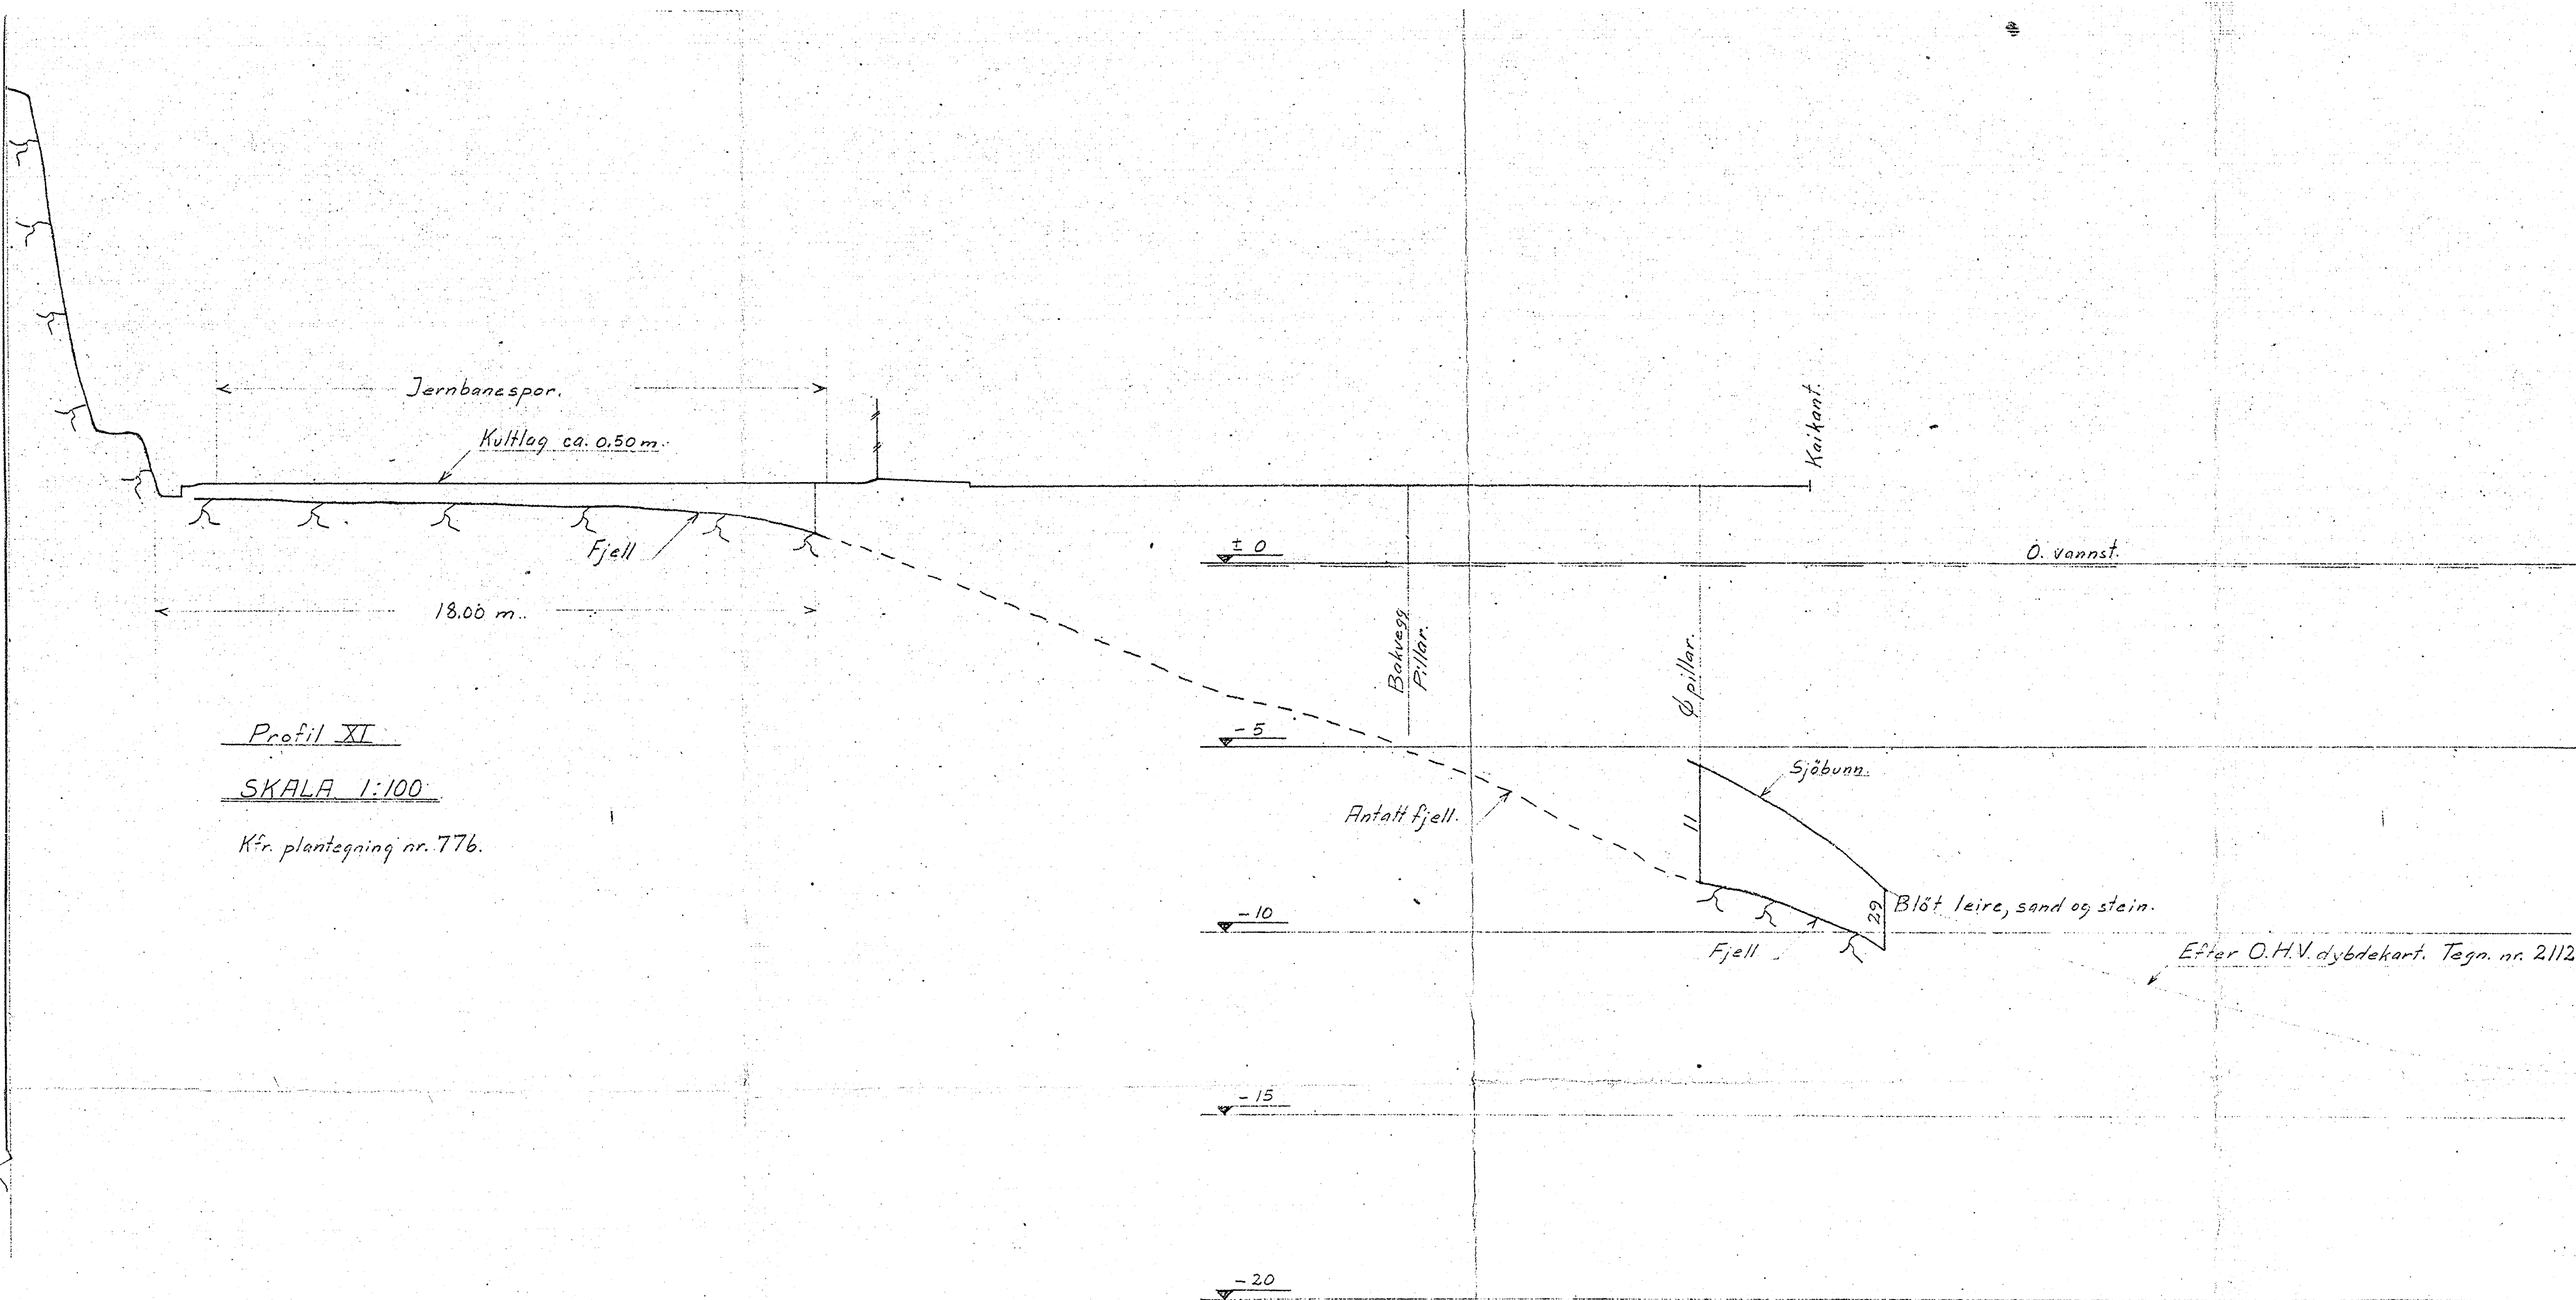 Jernbanespor.
Kultlag ca. 0.50 m.
Kaikant.
Fjell
± 0
O. vannst.
18.00 m.
Bakvegg
Pillar.
₵ pillar.
Profil XI
SKALA 1:100
Kfr. plantegning nr. 776.
- 5
Sjöbunn.
Antatt fjell.
11
- 10
29
Blöt leire, sand og stein.
Fjell
Efter O.H.V. dybdekart. Tegn. nr. 2112
- 15
- 20